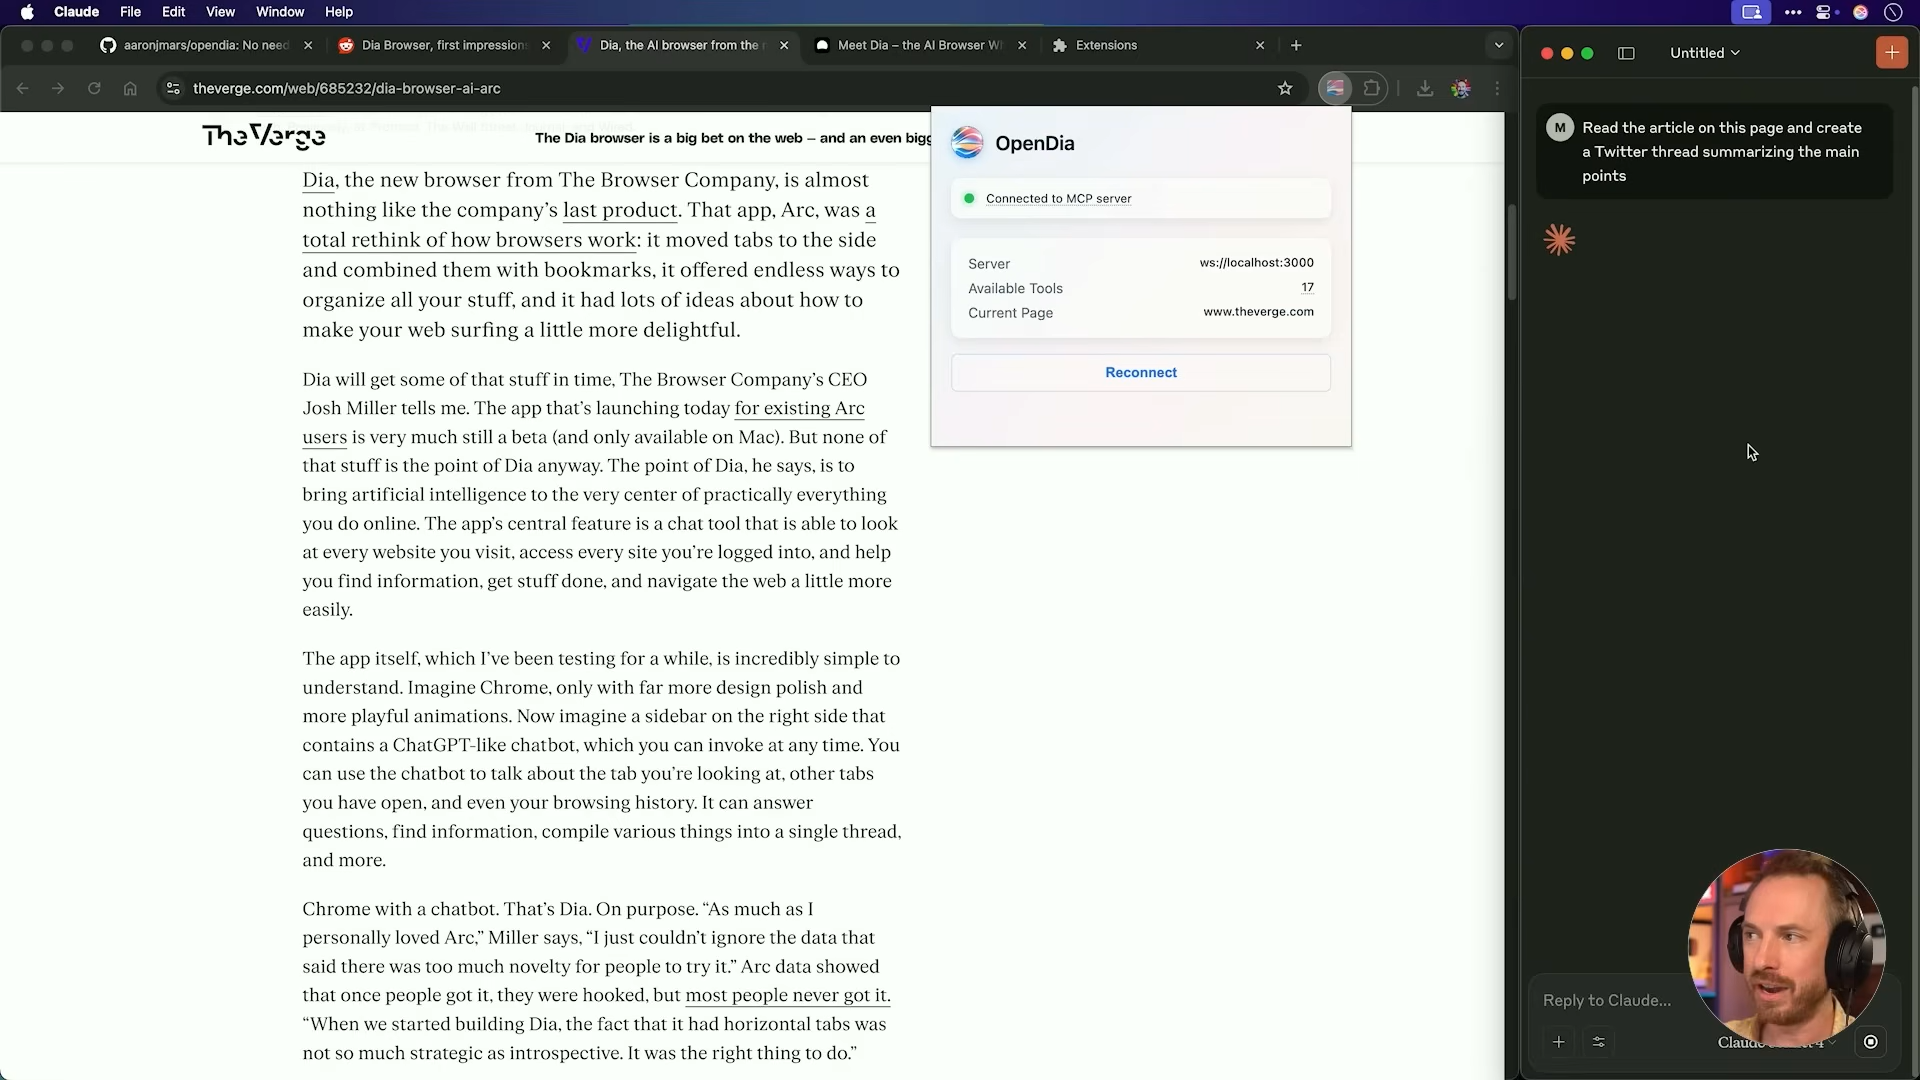 Claude File Edit View Window Help
aaronjmars/opendia: No need
Dia Browser, first impression
Dia, the AI browser from the
Meet Dia – the AI Browser W
Extensions
theverge.com/web/685232/dia-browser-ai-arc
TheVerge
The Dia browser is a big bet on the web – and an even bigg
Dia, the new browser from The Browser Company, is almost
nothing like the company's last product. That app, Arc, was a
total rethink of how browsers work: it moved tabs to the side
and combined them with bookmarks, it offered endless ways to
organize all your stuff, and it had lots of ideas about how to
make your web surfing a little more delightful.
Dia will get some of that stuff in time, The Browser Company's CEO
Josh Miller tells me. The app that's launching today for existing Arc
users is very much still a beta (and only available on Mac). But none of
that stuff is the point of Dia anyway. The point of Dia, he says, is to
bring artificial intelligence to the very center of practically everything
you do online. The app's central feature is a chat tool that is able to look
at every website you visit, access every site you're logged into, and help
you find information, get stuff done, and navigate the web a little more
easily.
The app itself, which I've been testing for a while, is incredibly simple to
understand. Imagine Chrome, only with far more design polish and
more playful animations. Now imagine a sidebar on the right side that
contains a ChatGPT-like chatbot, which you can invoke at any time. You
can use the chatbot to talk about the tab you're looking at, other tabs
you have open, and even your browsing history. It can answer
questions, find information, compile various things into a single thread,
and more.
Chrome with a chatbot. That's Dia. On purpose. “As much as I
personally loved Arc,” Miller says, “I just couldn't ignore the data that
said there was too much novelty for people to try it.” Arc data showed
that once people got it, they were hooked, but most people never got it.
“When we started building Dia, the fact that it had horizontal tabs was
not so much strategic as introspective. It was the right thing to do.”
OpenDia
Connected to MCP server
Server ws://localhost:3000
Available Tools 17
Current Page www.theverge.com
Reconnect
Untitled
M
Read the article on this page and create
a Twitter thread summarizing the main
points
Reply to Claude...
Claude 4